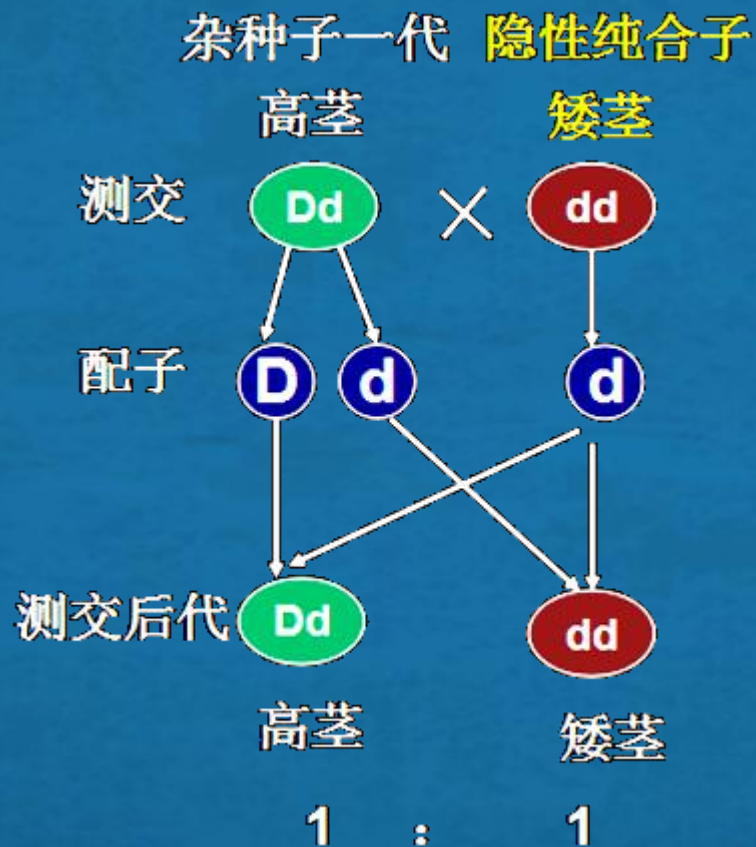 杂种子一代 隐性纯合子
高茎 矮茎
测交 Dd × dd
配子 D d d
测交后代 Dd dd
高茎 矮茎
1 : 1